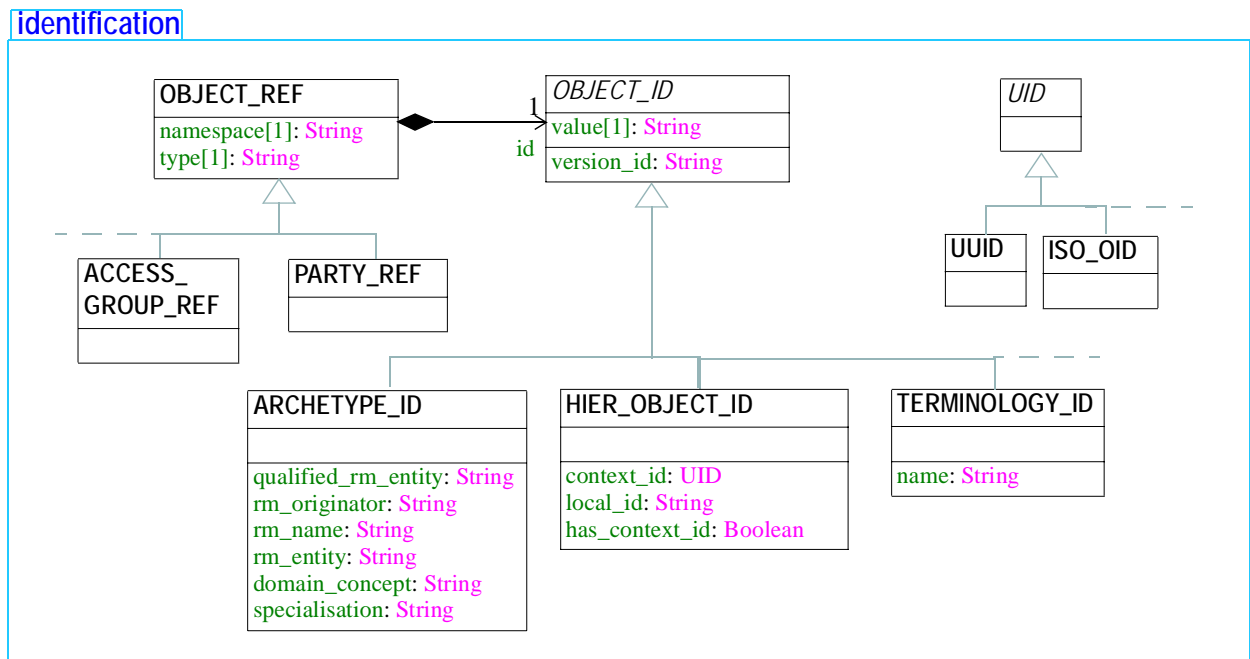 identification
OBJECT_REF
namespace[1]: String
type[1]: String
1
id
OBJECT_ID
value[1]: String
version_id: String
UID
ACCESS_
GROUP_REF
PARTY_REF
UUID
ISO_OID
ARCHETYPE_ID
qualified_rm_entity: String
rm_originator: String
rm_name: String
rm_entity: String
domain_concept: String
specialisation: String
HIER_OBJECT_ID
context_id: UID
local_id: String
has_context_id: Boolean
TERMINOLOGY_ID
name: String